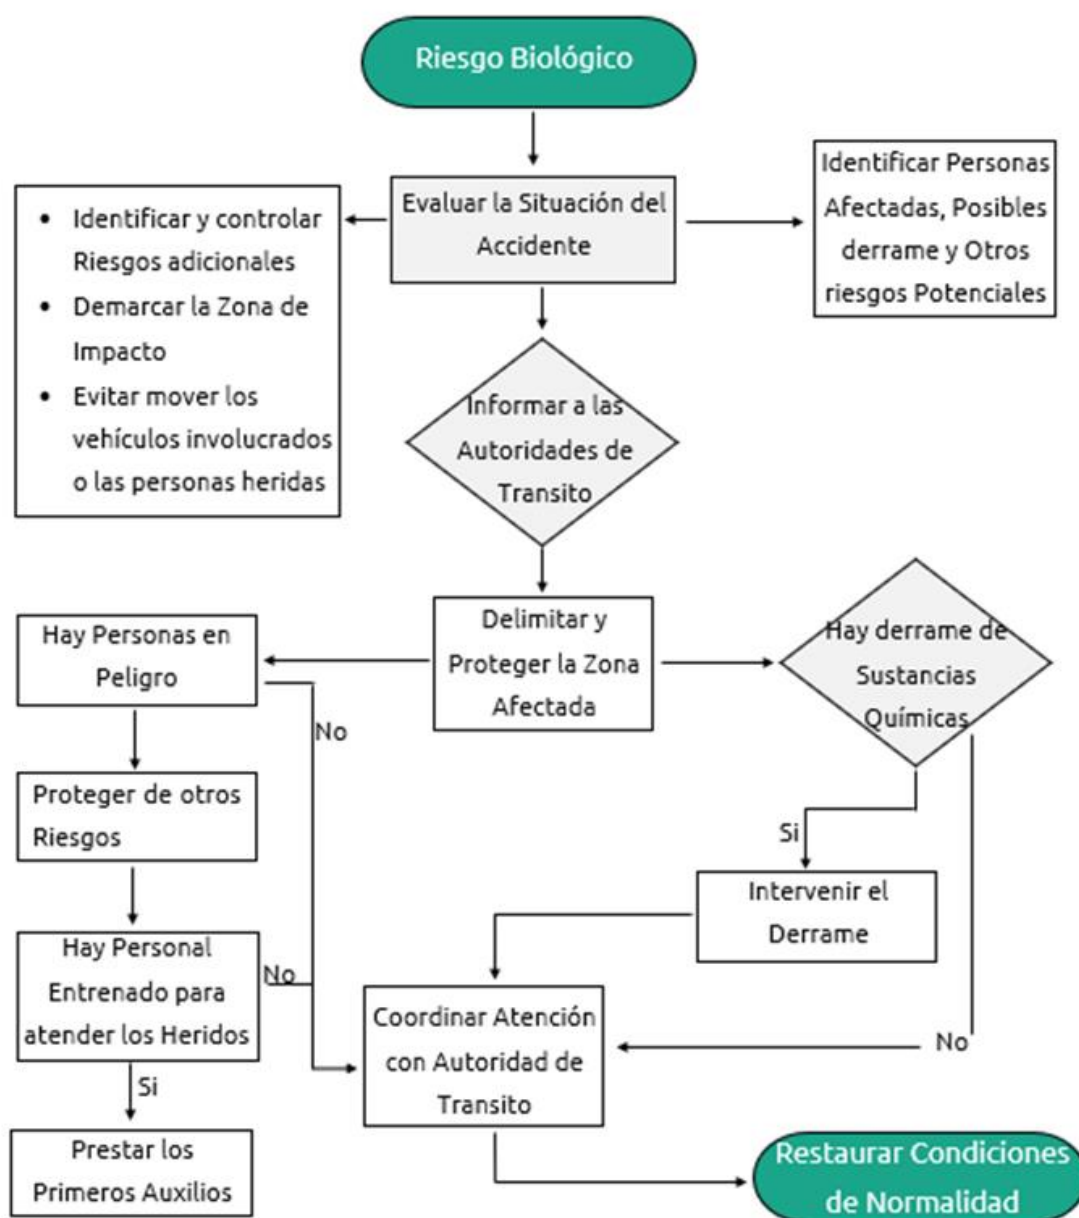 Riesgo Biológico
Evaluar la Situación del
Accidente
• Identificar y controlar
Riesgos adicionales
• Demarcar la Zona de
Impacto
• Evitar mover los
vehículos involucrados
o las personas heridas
Identificar Personas
Afectadas, Posibles
derrame y Otros
riesgos Potenciales
Informar a las
Autoridades de
Transito
Delimitar y
Proteger la Zona
Afectada
Hay Personas en
Peligro
No
Hay derrame de
Sustancias
Químicas
Proteger de otros
Riesgos
Si
Intervenir el
Derrame
Hay Personal
Entrenado para
atender los Heridos
No
Coordinar Atención
con Autoridad de
Transito
No
Si
Prestar los
Primeros Auxilios
Restaurar Condiciones
de Normalidad